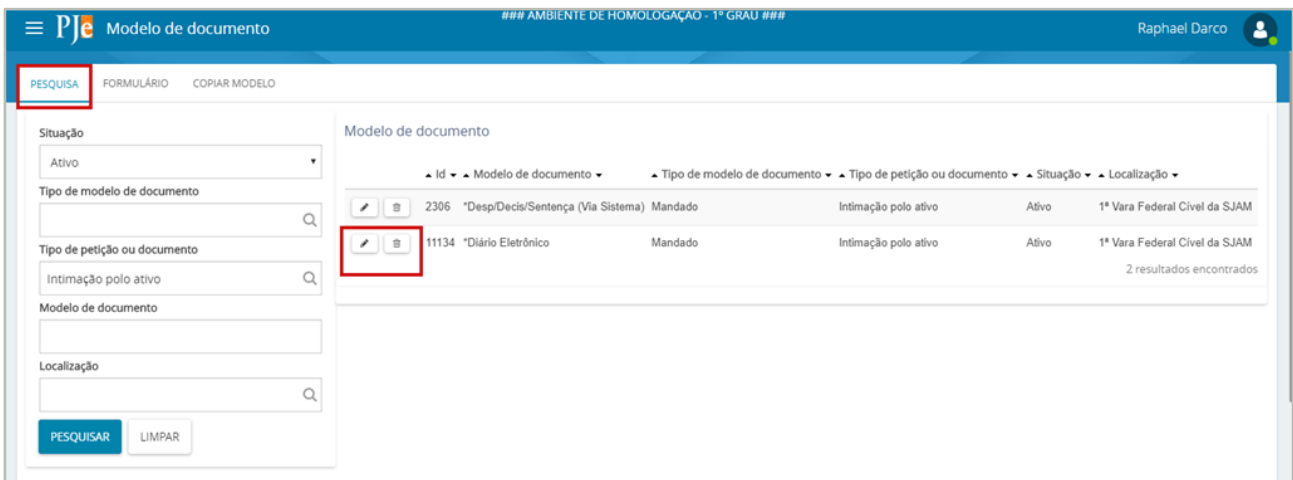 ### AMBIENTE DE HOMOLOGAÇÃO - 1º GRAU ###
PJe Modelo de documento
Raphael Darco
PESQUISA FORMULÁRIO COPIAR MODELO
Situação
Ativo
Tipo de modelo de documento
Tipo de petição ou documento
Intimação polo ativo
Modelo de documento
Localização
PESQUISAR LIMPAR
Modelo de documento
Id Modelo de documento Tipo de modelo de documento Tipo de petição ou documento Situação Localização
2306 *Desp/Decis/Sentença (Via Sistema) Mandado Intimação polo ativo Ativo 1ª Vara Federal Cível da SJAM
11134 *Diário Eletrônico Mandado Intimação polo ativo Ativo 1ª Vara Federal Cível da SJAM
2 resultados encontrados